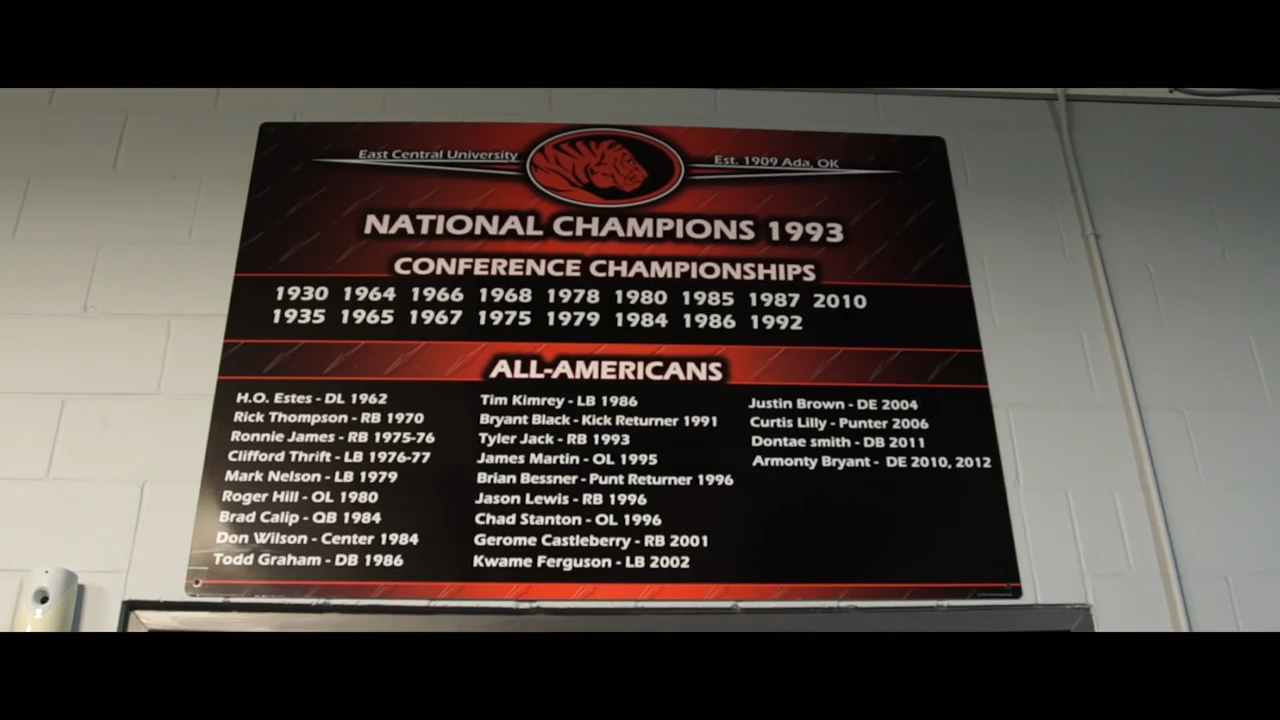 East Central University
Est. 1909 Ada, OK
NATIONAL CHAMPIONS 1993
CONFERENCE CHAMPIONSHIPS
1930 1964 1966 1968 1978 1980 1985 1987 2010
1935 1965 1967 1975 1979 1984 1986 1992
ALL-AMERICANS
H.O. Estes - DL 1962
Rick Thompson - RB 1970
Ronnie James - RB 1975-76
Clifford Thrift - LB 1976-77
Mark Nelson - LB 1979
Roger Hill - OL 1980
Brad Calip - QB 1984
Don Wilson - Center 1984
Todd Graham - DB 1986
Tim Kimrey - LB 1986
Bryant Black - Kick Returner 1991
Tyler Jack - RB 1993
James Martin - OL 1995
Brian Bessner - Punt Returner 1996
Jason Lewis - RB 1996
Chad Stanton - OL 1996
Gerome Castleberry - RB 2001
Kwame Ferguson - LB 2002
Justin Brown - DE 2004
Curtis Lilly - Punter 2006
Dontae smith - DB 2011
Armonty Bryant - DE 2010, 2012